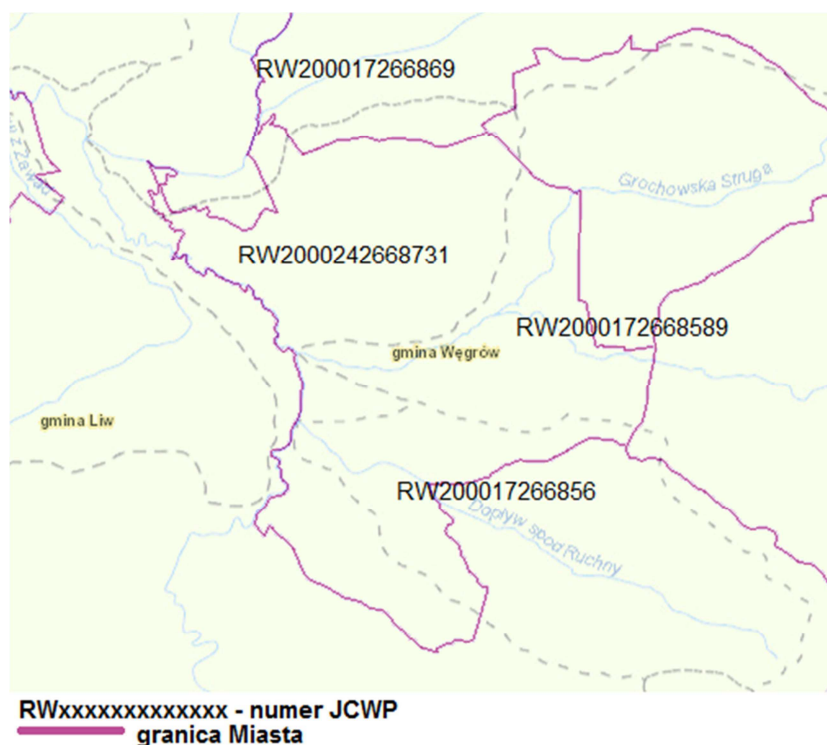 RW200017266869
Grochowska Struga
RW2000242668731
RW2000172668589
gmina Węgrów
gmina Liw
RW200017266856
Dopływ spod Ruchny
RWxxxxxxxxxxxxx - numer JCWP
granica Miasta